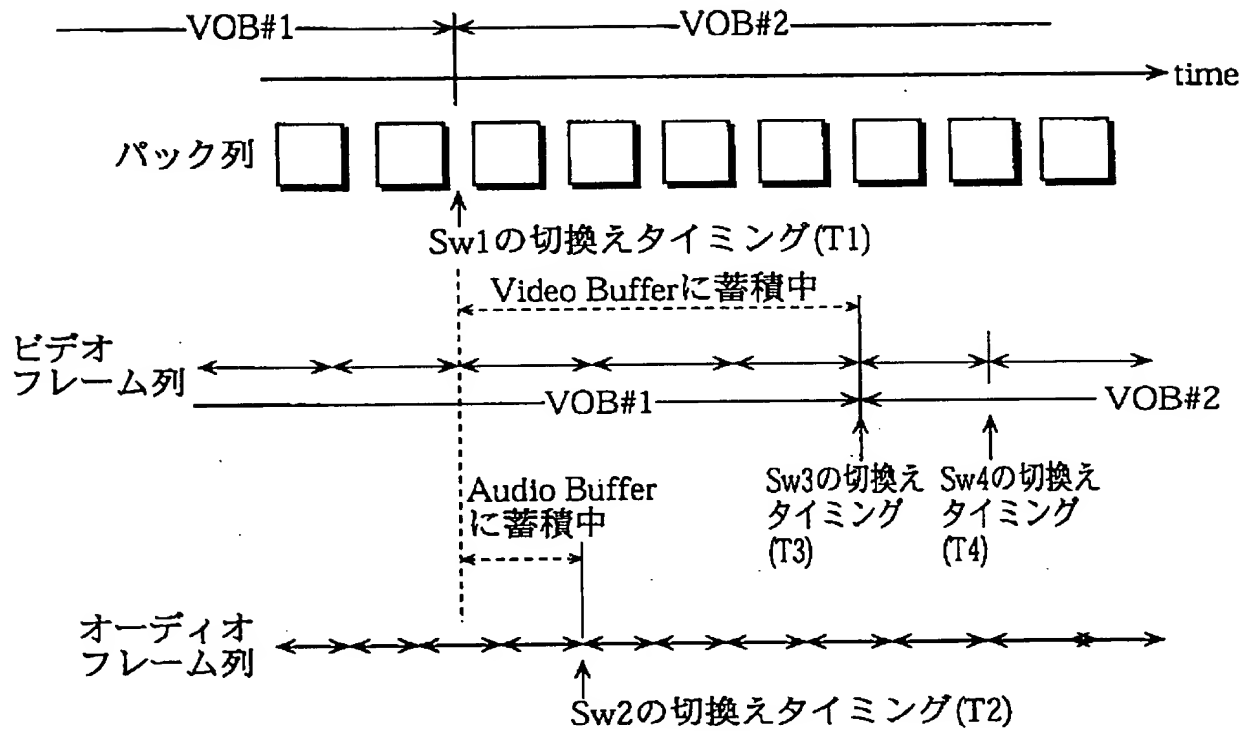 VOB#1
VOB#2
time
パック列
Sw1の切換えタイミング(T1)
Video Bufferに蓄積中
ビデオ
フレーム列
VOB#1
VOB#2
Sw3の切換え
タイミング
(T3)
Sw4の切換え
タイミング
(T4)
Audio Buffer
に蓄積中
オーディオ
フレーム列
Sw2の切換えタイミング(T2)